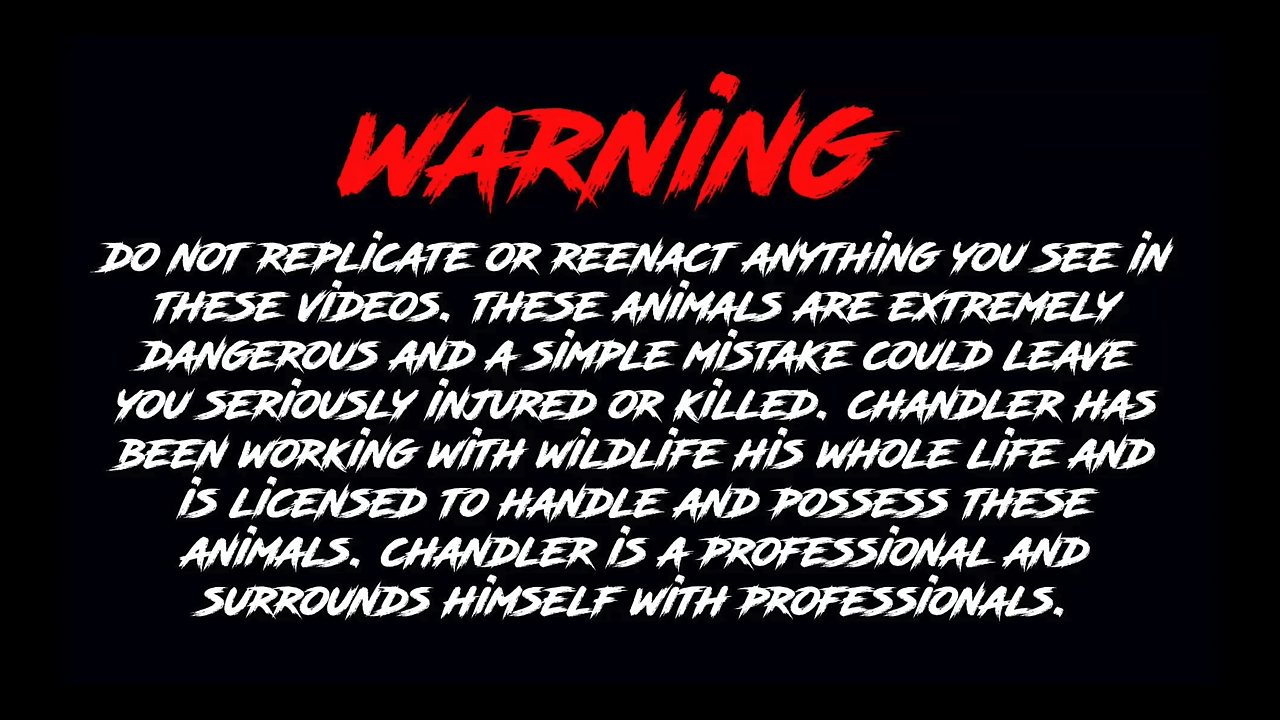 WARNING
DO NOT REPLICATE OR REENACT ANYTHING YOU SEE IN
THESE VIDEOS. THESE ANIMALS ARE EXTREMELY
DANGEROUS AND A SIMPLE MISTAKE COULD LEAVE
YOU SERIOUSLY INJURED OR KILLED. CHANDLER HAS
BEEN WORKING WITH WILDLIFE HIS WHOLE LIFE AND
IS LICENSED TO HANDLE AND POSSESS THESE
ANIMALS. CHANDLER IS A PROFESSIONAL AND
SURROUNDS HIMSELF WITH PROFESSIONALS.